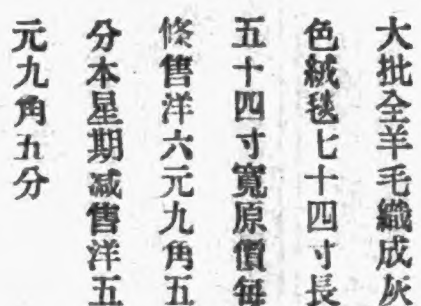 大批全羊毛織成灰
色絨毯七十四寸長
五十四寸寬原價每
條售洋六元九角五
分本星期减售洋五
元九角五分